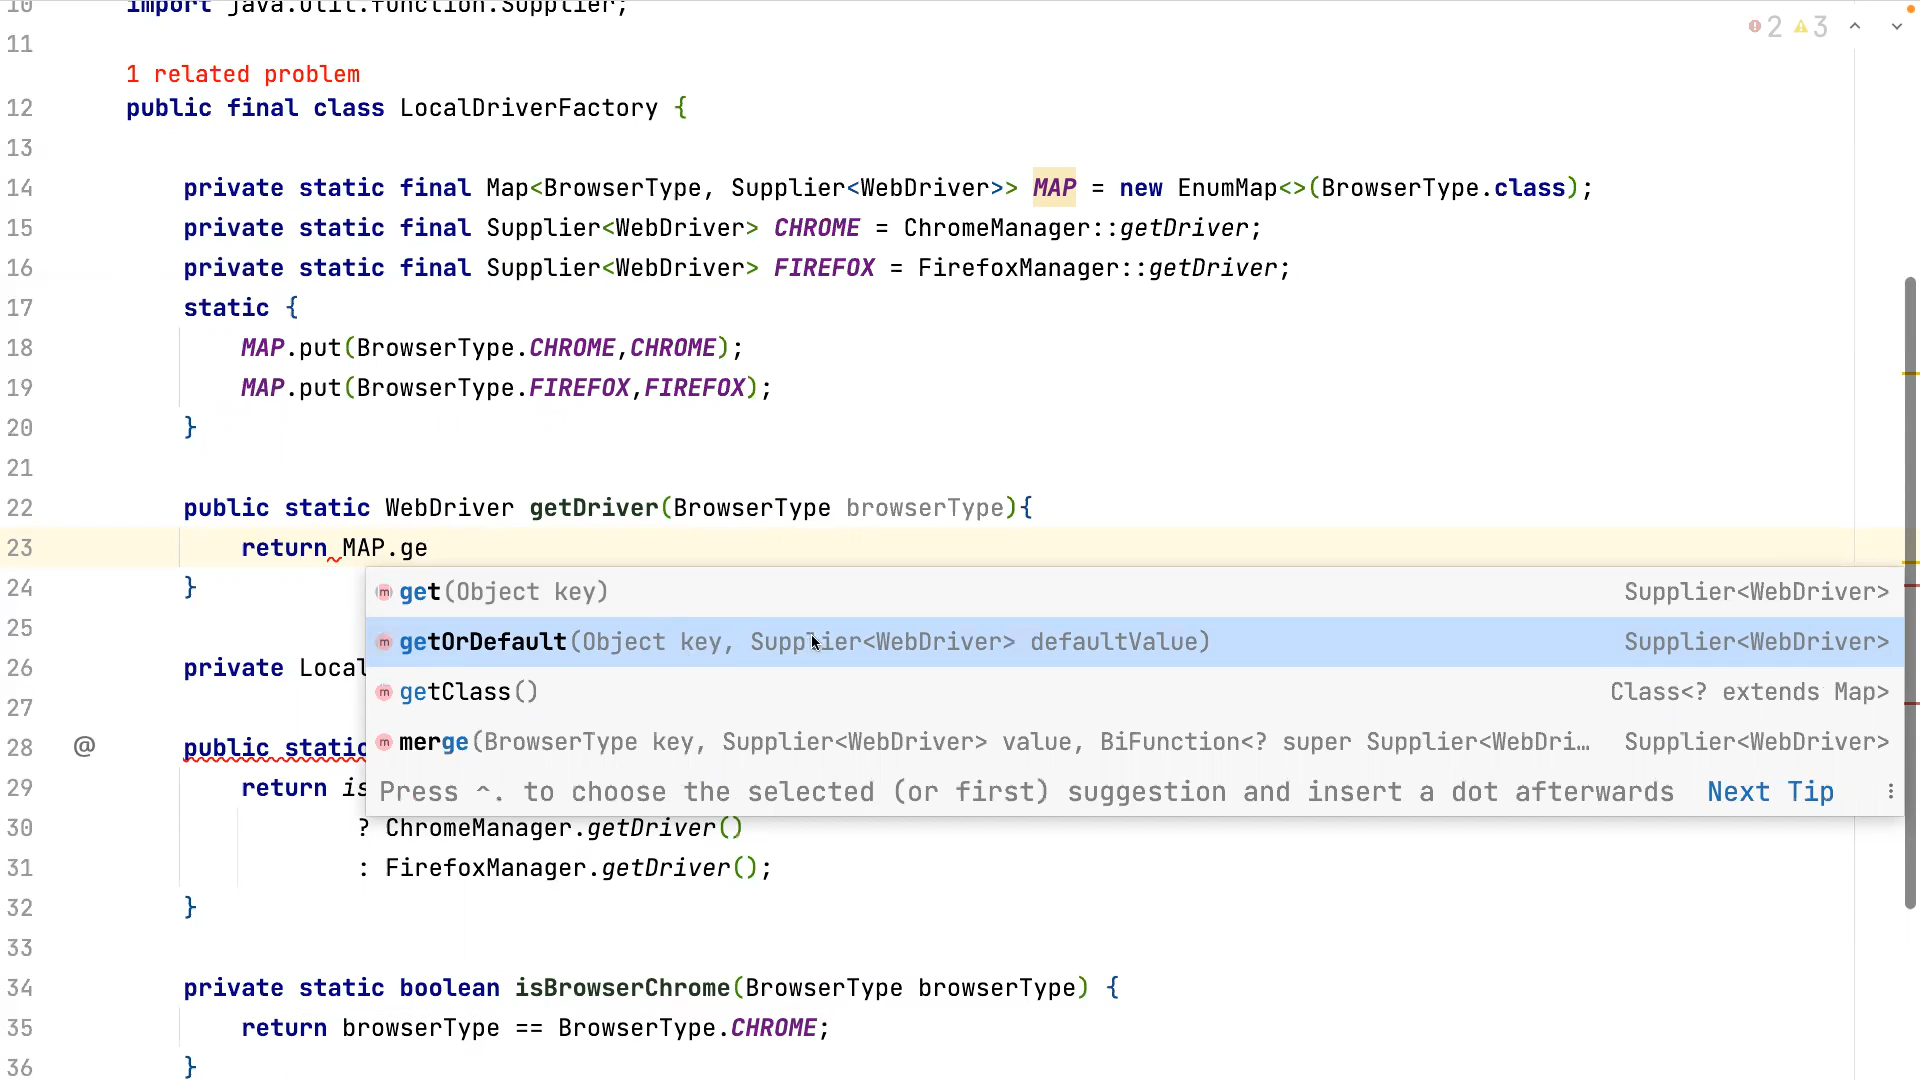 10 import java.util.function.Supplier;
2 3
11
1 related problem
12 public final class LocalDriverFactory {
13
14 private static final Map<BrowserType, Supplier<WebDriver>> MAP = new EnumMap<>(BrowserType.class);
15 private static final Supplier<WebDriver> CHROME = ChromeManager::getDriver;
16 private static final Supplier<WebDriver> FIREFOX = FirefoxManager::getDriver;
17 static {
18 MAP.put(BrowserType.CHROME,CHROME);
19 MAP.put(BrowserType.FIREFOX,FIREFOX);
20 }
21
22 public static WebDriver getDriver(BrowserType browserType){
23 return MAP.ge
24 }
get(Object key) Supplier<WebDriver>
25
getOrDefault(Object key, Supplier<WebDriver> defaultValue) Supplier<WebDriver>
26 private Local
getClass() Class<? extends Map>
27
28 @ public static
merge(BrowserType key, Supplier<WebDriver> value, BiFunction<? super Supplier<WebDri… Supplier<WebDriver>
29 return is
Press ⌃. to choose the selected (or first) suggestion and insert a dot afterwards Next Tip
30 ? ChromeManager.getDriver()
31 : FirefoxManager.getDriver();
32 }
33
34 private static boolean isBrowserChrome(BrowserType browserType) {
35 return browserType == BrowserType.CHROME;
36 }